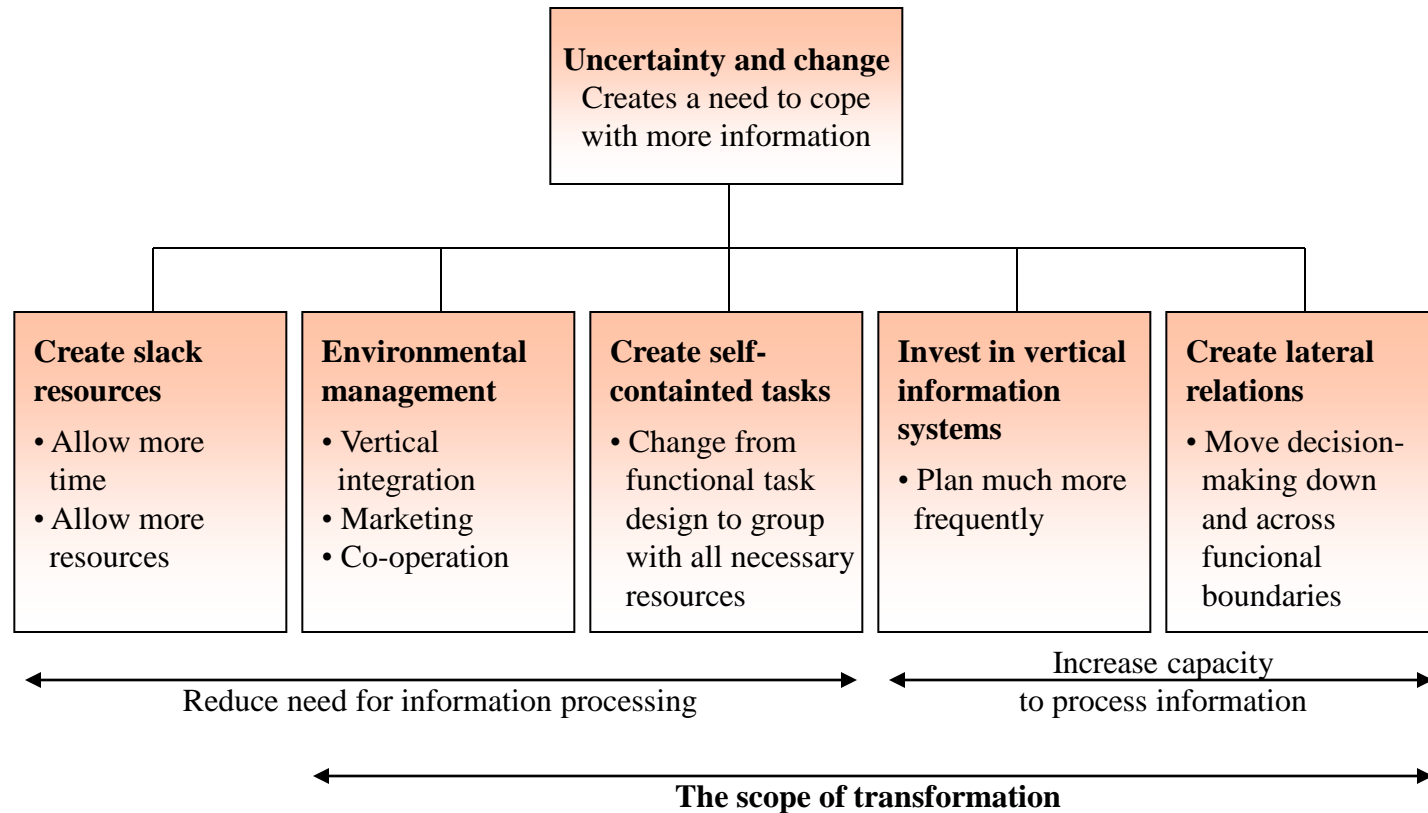 Uncertainty and change
Creates a need to cope
with more information
Create slack
resources
• Allow more
time
• Allow more
resources
Environmental
management
• Vertical
integration
• Marketing
• Co-operation
Create self-
containted tasks
• Change from
functional task
design to group
with all necessary
resources
Invest in vertical
information
systems
• Plan much more
frequently
Create lateral
relations
• Move decision-
making down
and across
funcional
boundaries
Reduce need for information processing
Increase capacity
to process information
The scope of transformation